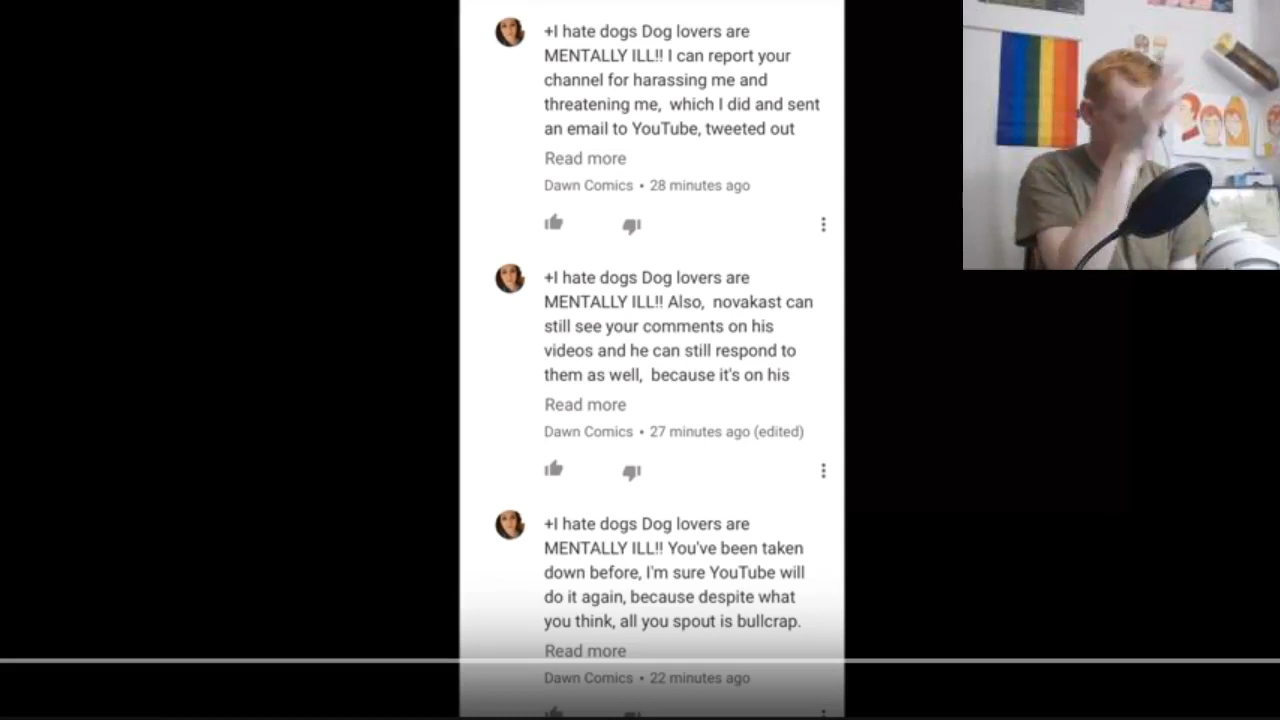 +I hate dogs Dog lovers are
MENTALLY ILL!! I can report your
channel for harassing me and
threatening me,  which I did and sent
an email to YouTube, tweeted out
Read more
Dawn Comics • 28 minutes ago
+I hate dogs Dog lovers are
MENTALLY ILL!! Also,  novakast can
still see your comments on his
videos and he can still respond to
them as well,  because it's on his
Read more
Dawn Comics • 27 minutes ago (edited)
+I hate dogs Dog lovers are
MENTALLY ILL!! You've been taken
down before, I'm sure YouTube will
do it again, because despite what
you think, all you spout is bullcrap.
Read more
Dawn Comics • 22 minutes ago